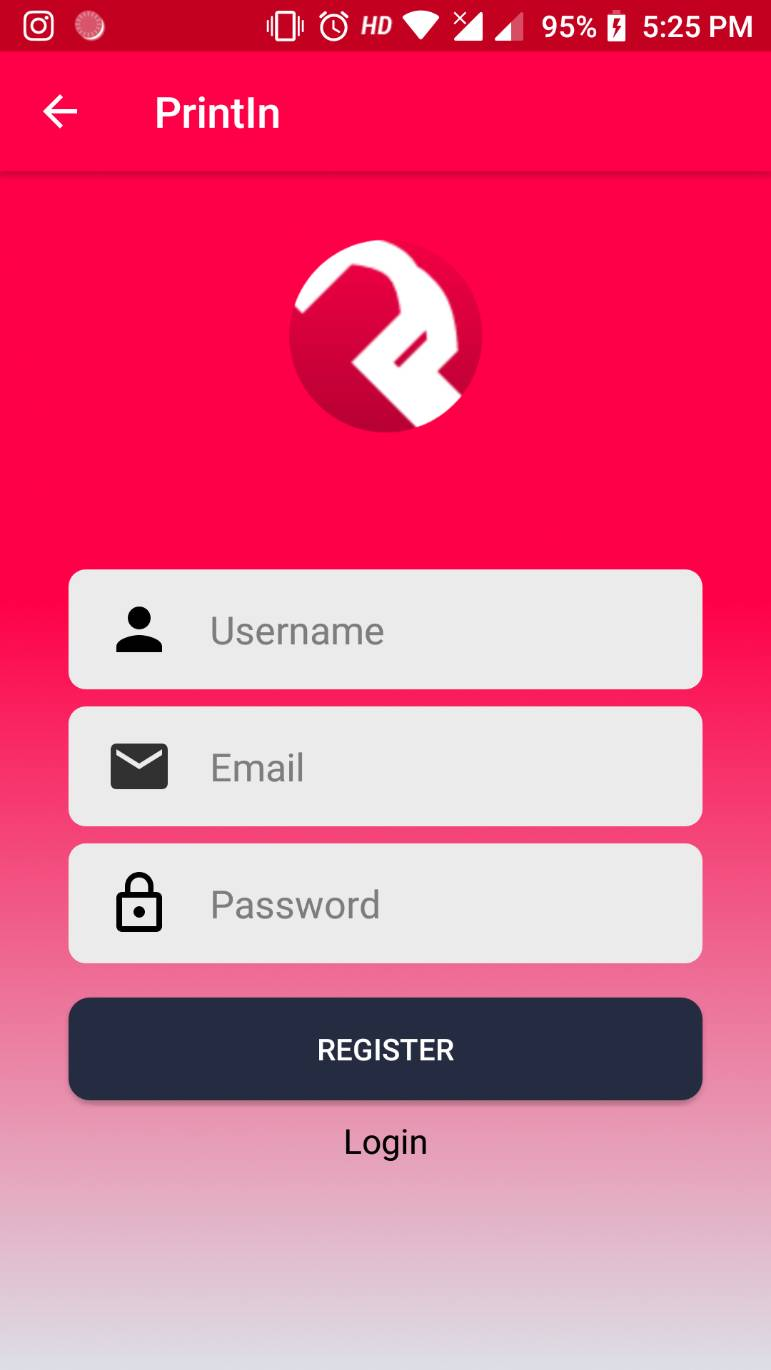 HD 95% 5:25 PM
PrintIn
Username
Email
Password
REGISTER
Login